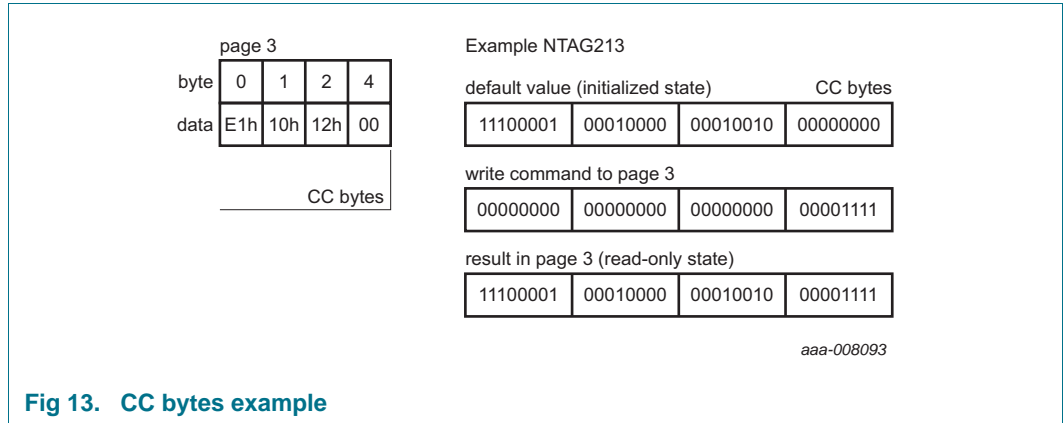 page 3
byte 0 1 2 4
data E1h 10h 12h 00
CC bytes
Example NTAG213
default value (initialized state) CC bytes
11100001 00010000 00010010 00000000
write command to page 3
00000000 00000000 00000000 00001111
result in page 3 (read-only state)
11100001 00010000 00010010 00001111
aaa-008093
Fig 13. CC bytes example